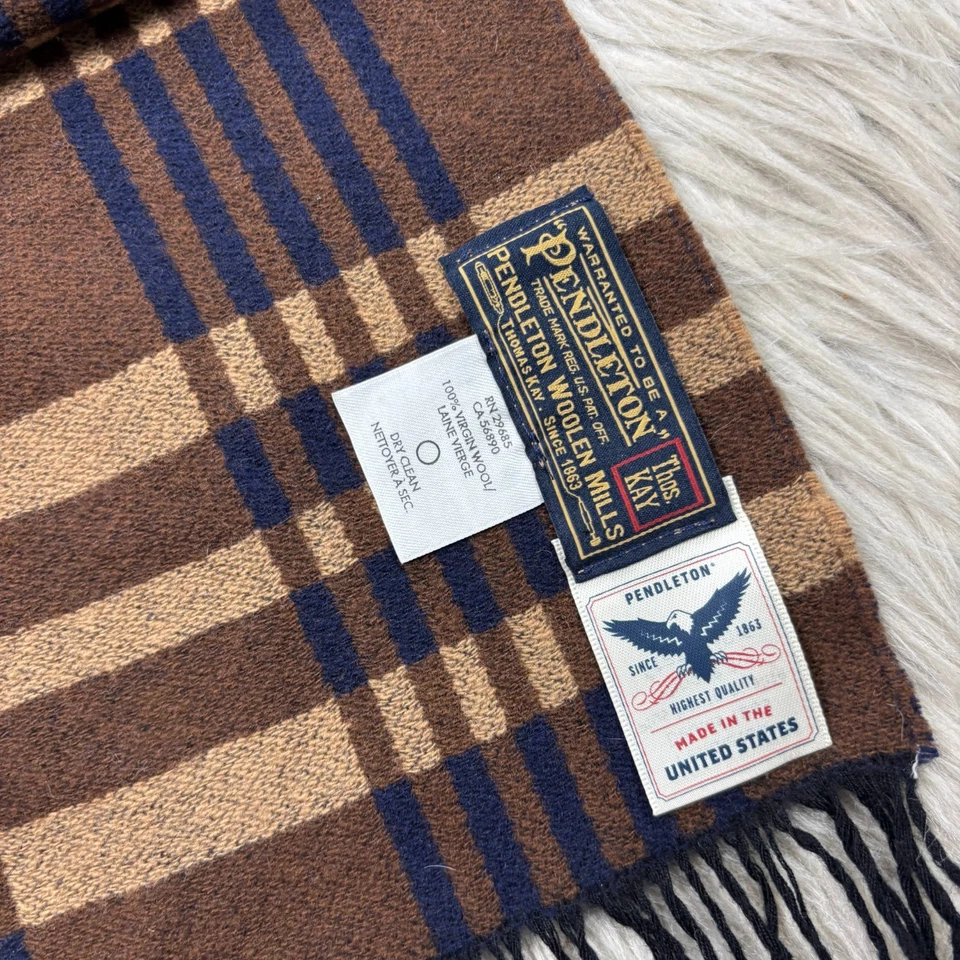 WARRANTED TO BE A
"PENDLETON"
TRADE MARK REG. U.S. PAT. OFF.
PENDLETON WOOLEN MILLS
THOMAS KAY. SINCE 1863
THOS.
KAY
RN 29685
CA 56890
100% VIRGIN WOOL/
LAINE VIERGE
DRY CLEAN
NETTOYER À SEC.
PENDLETON®
SINCE 1863
HIGHEST QUALITY
MADE IN THE
UNITED STATES